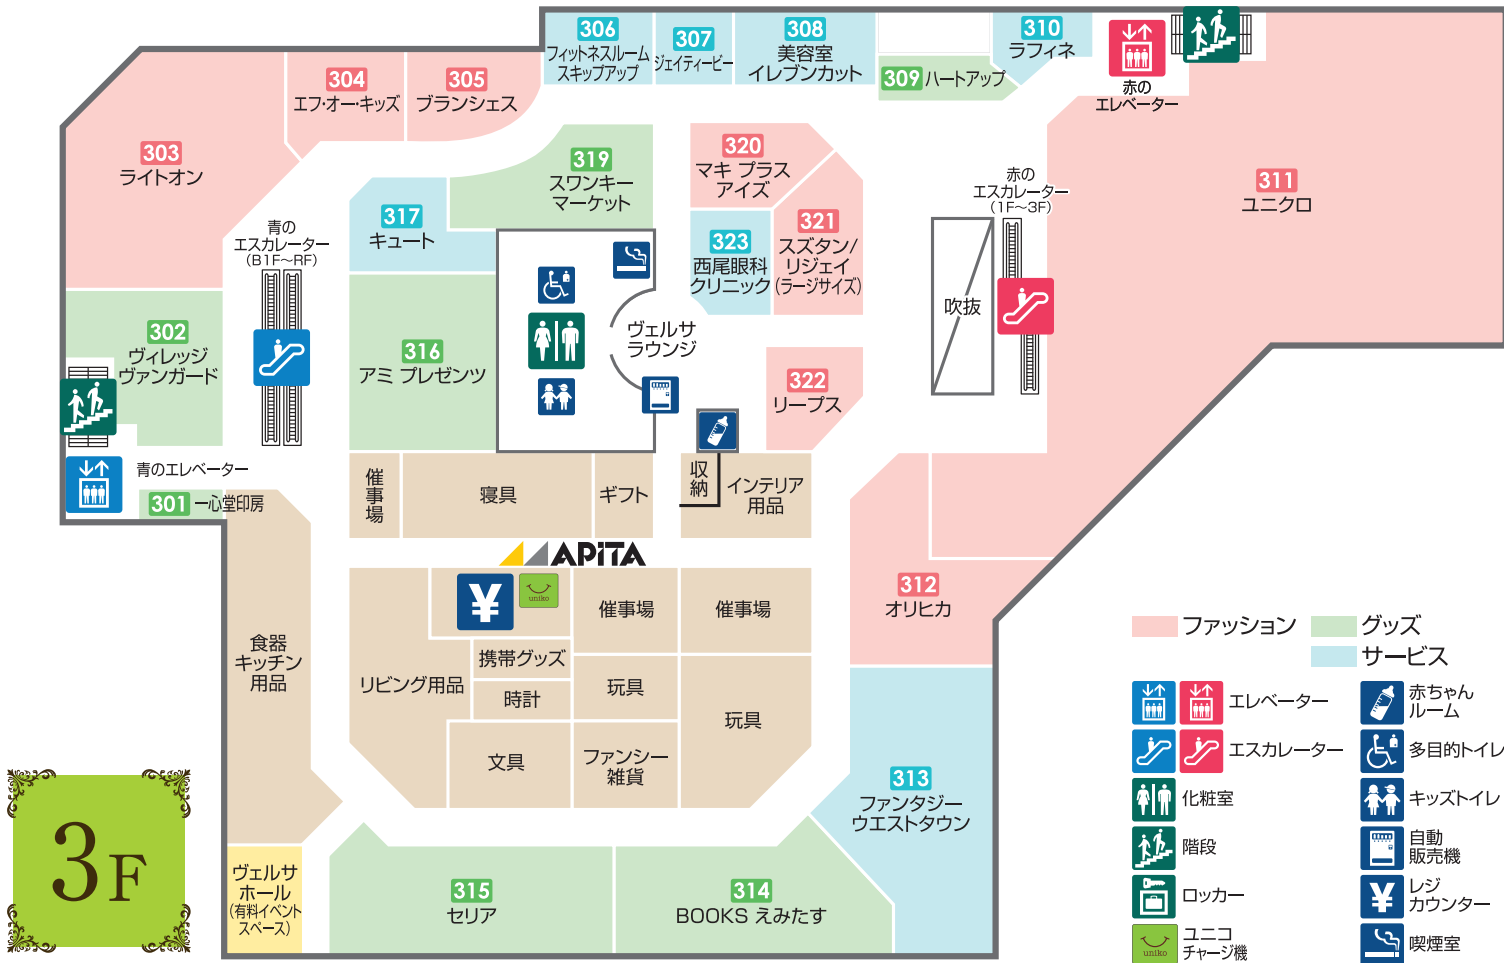 306
フィットネスルーム
スキップアップ
307
ジェイティービー
308
美容室
イレブンカット
309 ハートアップ
310
ラフィネ
赤の
エレベーター
303
ライトオン
304
エフ・オー・キッズ
305
ブランシェス
319
スワンキー
マーケット
320
マキ プラス
アイズ
321
スズタン/
リジェイ
(ラージサイズ)
赤の
エスカレーター
(1F〜3F)
311
ユニクロ
317
キュート
323
西尾眼科
クリニック
青の
エスカレーター
(B1F〜RF)
吹抜
302
ヴィレッジ
ヴァンガード
316
アミ プレゼンツ
ヴェルサ
ラウンジ
322
リープス
青のエレベーター
301 一心堂印房
催事場
寝具
ギフト
収納
インテリア
用品
APiTA
¥
uniko
催事場
催事場
312
オリヒカ
食器
キッチン
用品
リビング用品
携帯グッズ
時計
玩具
玩具
文具
ファンシー
雑貨
313
ファンタジー
ウエストタウン
ヴェルサ
ホール
(有料イベント
スペース)
315
セリア
314
BOOKS えみたす
3F
ファッション
グッズ
サービス
エレベーター
赤ちゃん
ルーム
エスカレーター
多目的トイレ
化粧室
キッズトイレ
階段
自動
販売機
ロッカー
¥
レジ
カウンター
uniko
ユニコ
チャージ機
喫煙室